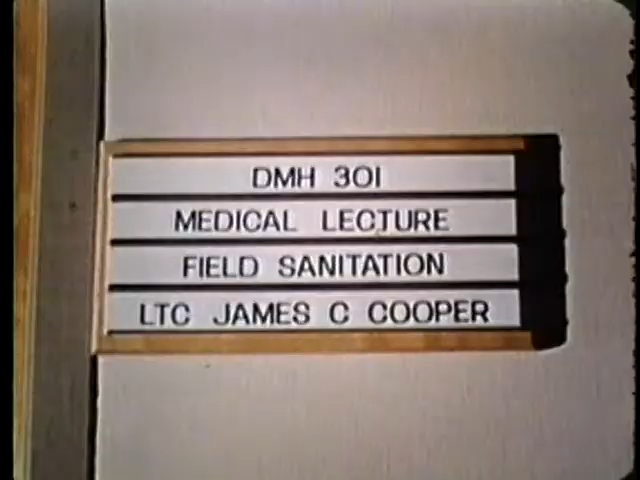 DMH 301
MEDICAL LECTURE
FIELD SANITATION
LTC JAMES C COOPER